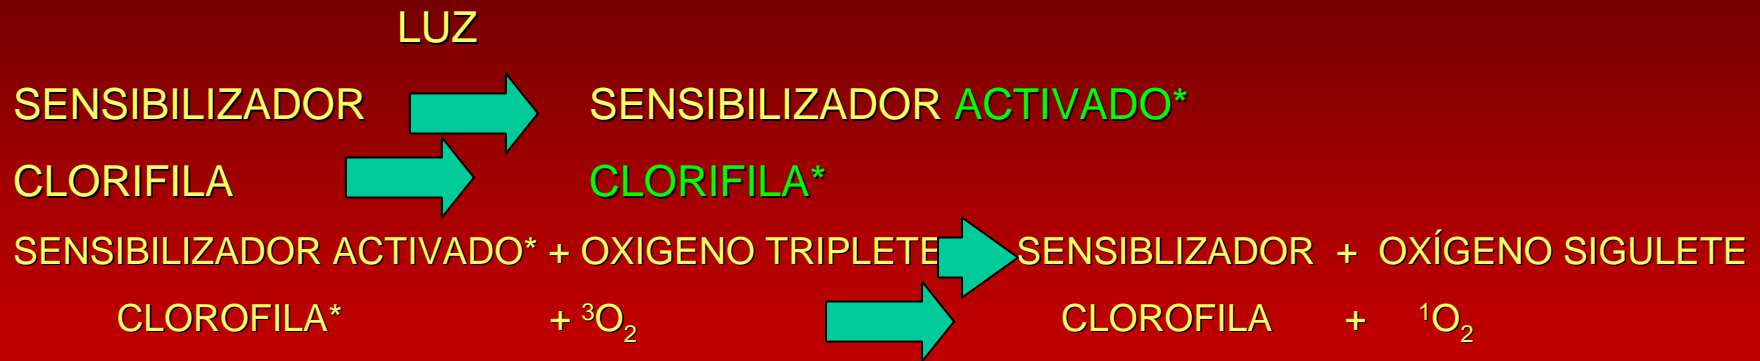 LUZ
SENSIBILIZADOR SENSIBILIZADOR ACTIVADO*
CLORIFILA CLORIFILA*
SENSIBILIZADOR ACTIVADO* + OXIGENO TRIPLETE SENSIBLIZADOR + OXÍGENO SIGULETE
CLOROFILA* + ³O₂ CLOROFILA + ¹O₂